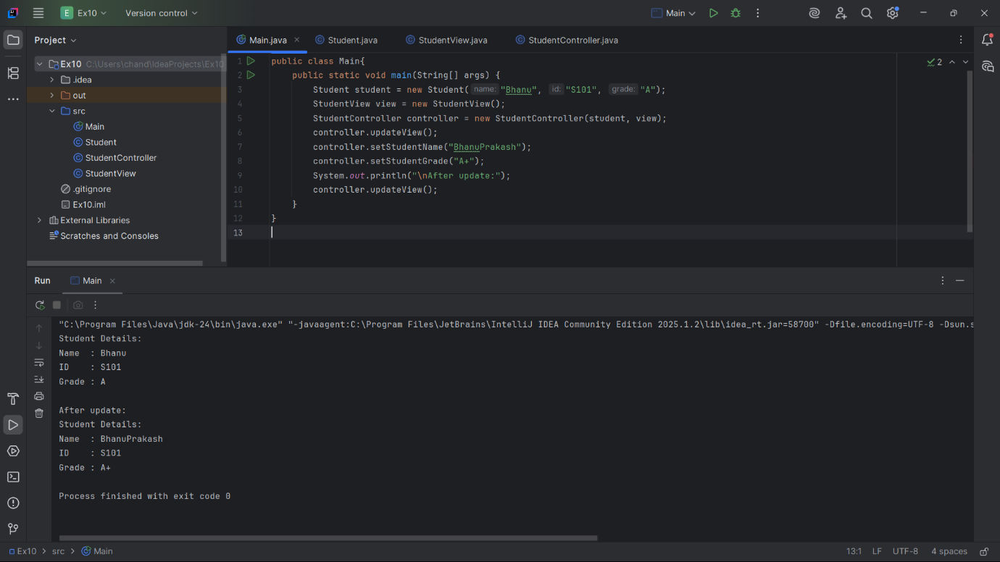 E Ex10 Version control Main
Project
Main.java Student.java StudentView.java StudentController.java
Ex10 C:\Users\chand\IdeaProjects\Ex10
.idea
out
src
Main
Student
StudentController
StudentView
.gitignore
Ex10.iml
External Libraries
Scratches and Consoles
2
1 public class Main{
2 public static void main(String[] args) {
3 Student student = new Student( name: "Bhanu", id: "S101", grade: "A");
4 StudentView view = new StudentView();
5 StudentController controller = new StudentController(student, view);
6 controller.updateView();
7 controller.setStudentName("BhanuPrakash");
8 controller.setStudentGrade("A+");
9 System.out.println("\nAfter update:");
10 controller.updateView();
11 }
12 }
13
Run Main
"C:\Program Files\Java\jdk-24\bin\java.exe" "-javaagent:C:\Program Files\JetBrains\IntelliJ IDEA Community Edition 2025.1.2\lib\idea_rt.jar=58700" -Dfile.encoding=UTF-8 -Dsun.s
Student Details:
Name : Bhanu
ID : S101
Grade : A
After update:
Student Details:
Name : BhanuPrakash
ID : S101
Grade : A+
Process finished with exit code 0
Ex10 > src > Main 13:1 LF UTF-8 4 spaces